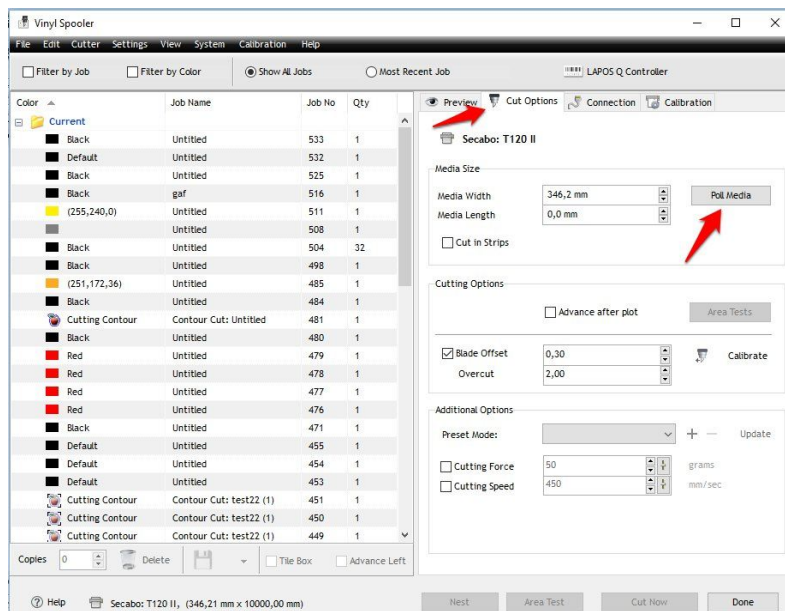 Vinyl Spooler
File Edit Cutter Settings View System Calibration Help
Filter by Job Filter by Color Show All Jobs Most Recent Job LAPOS Q Controller
Color Job Name Job No Qty
Current
Black Untitled 533 1
Default Untitled 532 1
Black Untitled 525 1
Black gaf 516 1
(255,240,0) Untitled 511 1
Untitled 508 1
Black Untitled 504 32
Black Untitled 498 1
(251,172,36) Untitled 485 1
Black Untitled 484 1
Cutting Contour Contour Cut: Untitled 481 1
Black Untitled 480 1
Red Untitled 479 1
Red Untitled 478 1
Red Untitled 477 1
Red Untitled 476 1
Black Untitled 471 1
Default Untitled 455 1
Default Untitled 454 1
Default Untitled 453 1
Cutting Contour Contour Cut: test22 (1) 451 1
Cutting Contour Contour Cut: test22 (1) 450 1
Cutting Contour Contour Cut: test22 (1) 449 1
Copies 0 Delete Tile Box Advance Left
Preview Cut Options Connection Calibration
Secabo: T120 II
Media Size
Media Width 346,2 mm Poll Media
Media Length 0,0 mm
Cut in Strips
Cutting Options
Advance after plot Area Tests
Blade Offset 0,30 Calibrate
Overcut 2,00
Additional Options
Preset Mode: Update
Cutting Force 50 grams
Cutting Speed 450 mm/sec
Help Secabo: T120 II, (346,21 mm x 10000,00 mm) Nest Area Test Cut Now Done